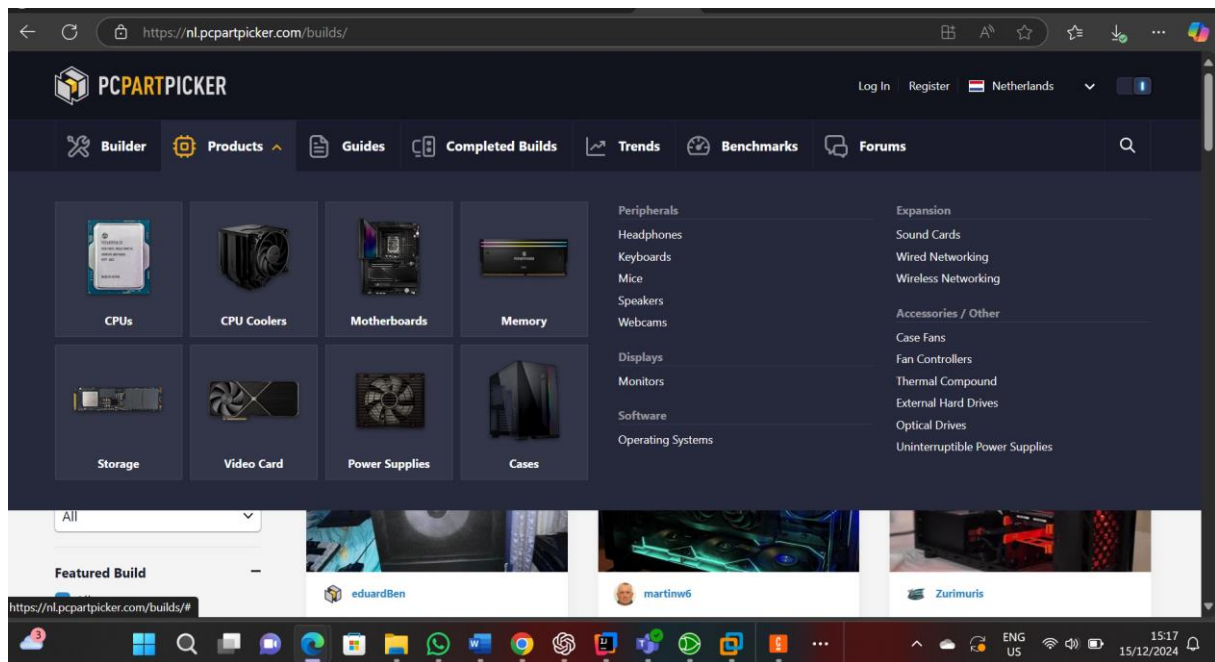 https://nl.pcpartpicker.com/builds/
PCPARTPICKER
Log In Register Netherlands
Builder Products Guides Completed Builds Trends Benchmarks Forums
CPUs CPU Coolers Motherboards Memory
Storage Video Card Power Supplies Cases
Peripherals
Headphones
Keyboards
Mice
Speakers
Webcams
Displays
Monitors
Software
Operating Systems
Expansion
Sound Cards
Wired Networking
Wireless Networking
Accessories / Other
Case Fans
Fan Controllers
Thermal Compound
External Hard Drives
Optical Drives
Uninterruptible Power Supplies
All
Featured Build
eduardBen martinw6 Zurimuris
https://nl.pcpartpicker.com/builds/#
3
ENG
US
15:17
15/12/2024